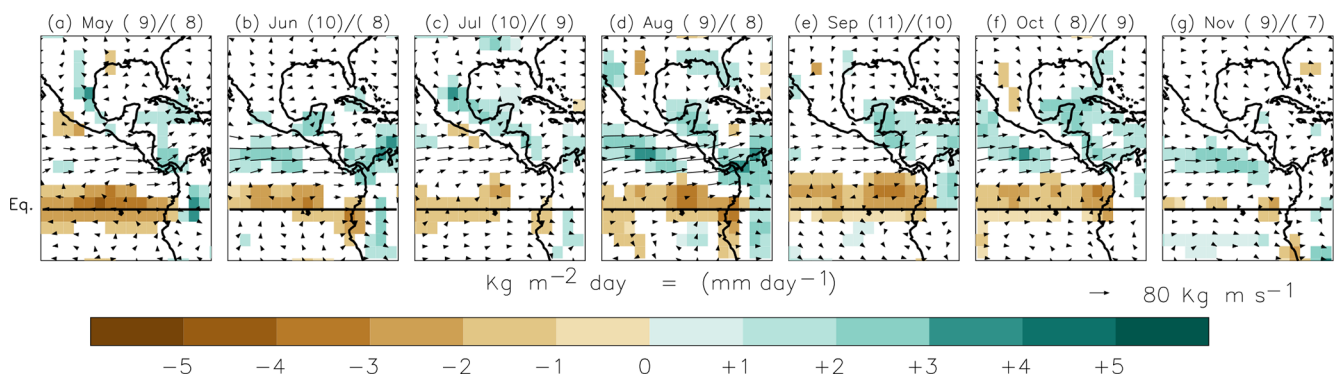 (a) May ( 9)/( 8)
(b) Jun (10)/( 8)
(c) Jul (10)/( 9)
(d) Aug ( 9)/( 8)
(e) Sep (11)/(10)
(f) Oct ( 8)/( 9)
(g) Nov ( 9)/( 7)
Eq.
Kg m−2 day = (mm day−1)
80 Kg m s−1
−5 −4 −3 −2 −1 0 +1 +2 +3 +4 +5